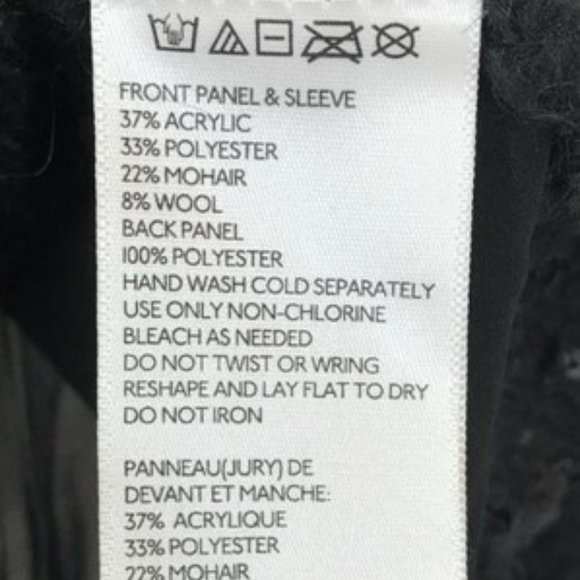 FRONT PANEL & SLEEVE
37% ACRYLIC
33% POLYESTER
22% MOHAIR
8% WOOL
BACK PANEL
100% POLYESTER
HAND WASH COLD SEPARATELY
USE ONLY NON-CHLORINE
BLEACH AS NEEDED
DO NOT TWIST OR WRING
RESHAPE AND LAY FLAT TO DRY
DO NOT IRON
PANNEAU(JURY) DE
DEVANT ET MANCHE:
37% ACRYLIQUE
33% POLYESTER
22% MOHAIR